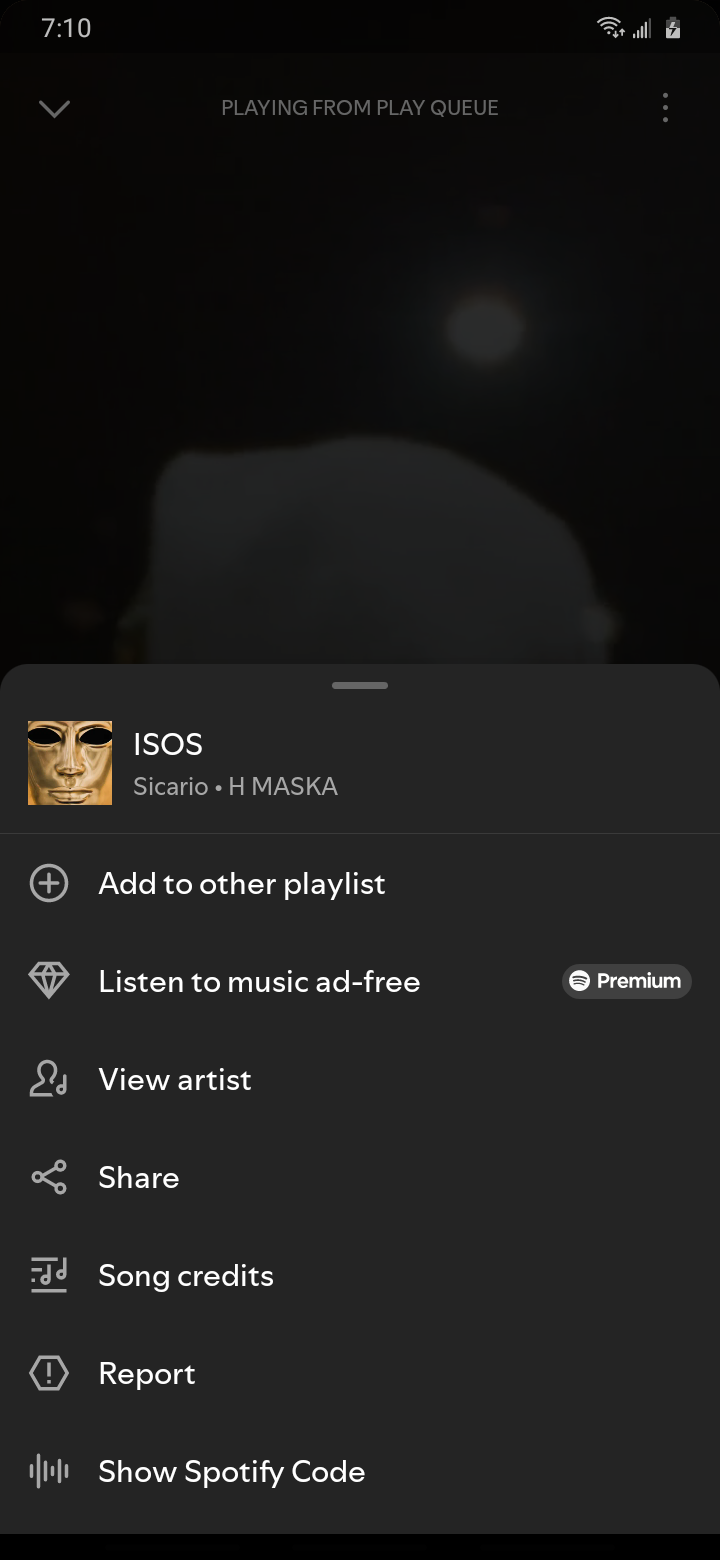 7:10
PLAYING FROM PLAY QUEUE
ISOS
Sicario • H MASKA
Add to other playlist
Listen to music ad-free
Premium
View artist
Share
Song credits
Report
Show Spotify Code